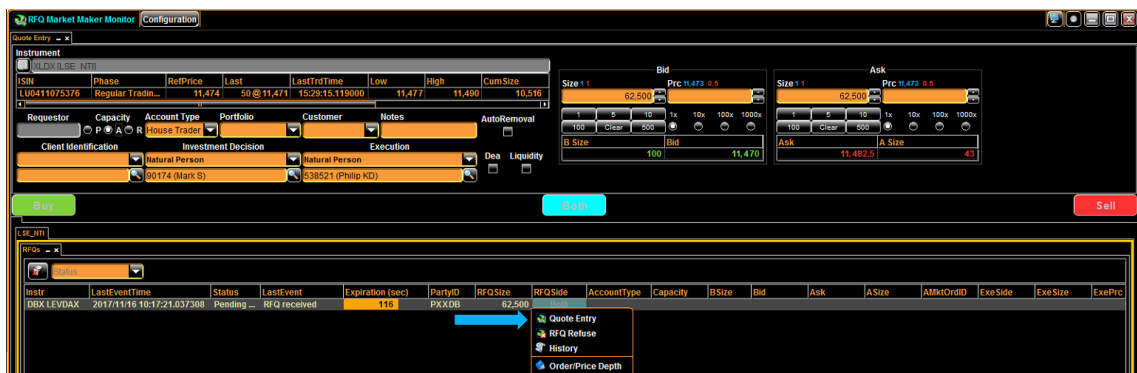 RFQ Market Maker Monitor Configuration
Quote Entry
Instrument
XLDX [LSE_NTI]
ISIN Phase RefPrice Last LastTrdTime Low High CumSize
LU0411075376 Regular Tradin... 11,474 50@11,471 15:29:15.119000 11,477 11,490 10,516
Requestor Capacity Account Type Portfolio Customer Notes AutoRemoval
P A R House Trader
Client Identification Investment Decision Execution Dea Liquidity
Natural Person Natural Person
90174 (Mark S) 538521 (Philip KD)
Bid
Size 1 1 Prc 11,473 0.5
62,500
1 5 10 1x 10x 100x 1000x
100 Clear 500
B Size Bid
100 11,470
Ask
Size 1 1 Prc 11,473 0.5
62,500
1 5 10 1x 10x 100x 1000x
100 Clear 500
Ask A Size
11,482.5 43
Buy Both Sell
LSE_NTI
RFQs
Status
Instr LastEventTime Status LastEvent Expiration (sec) PartyID RFQSize RFQSide AccountType Capacity BSize Bid Ask ASize AMktOrdID ExeSide ExeSize ExePrc
DBX LEVDAX 2017/11/16 10:17:21.037308 Pending ... RFQ received 116 PXXDB 62,500 Both
Quote Entry
RFQ Refuse
History
Order/Price Depth